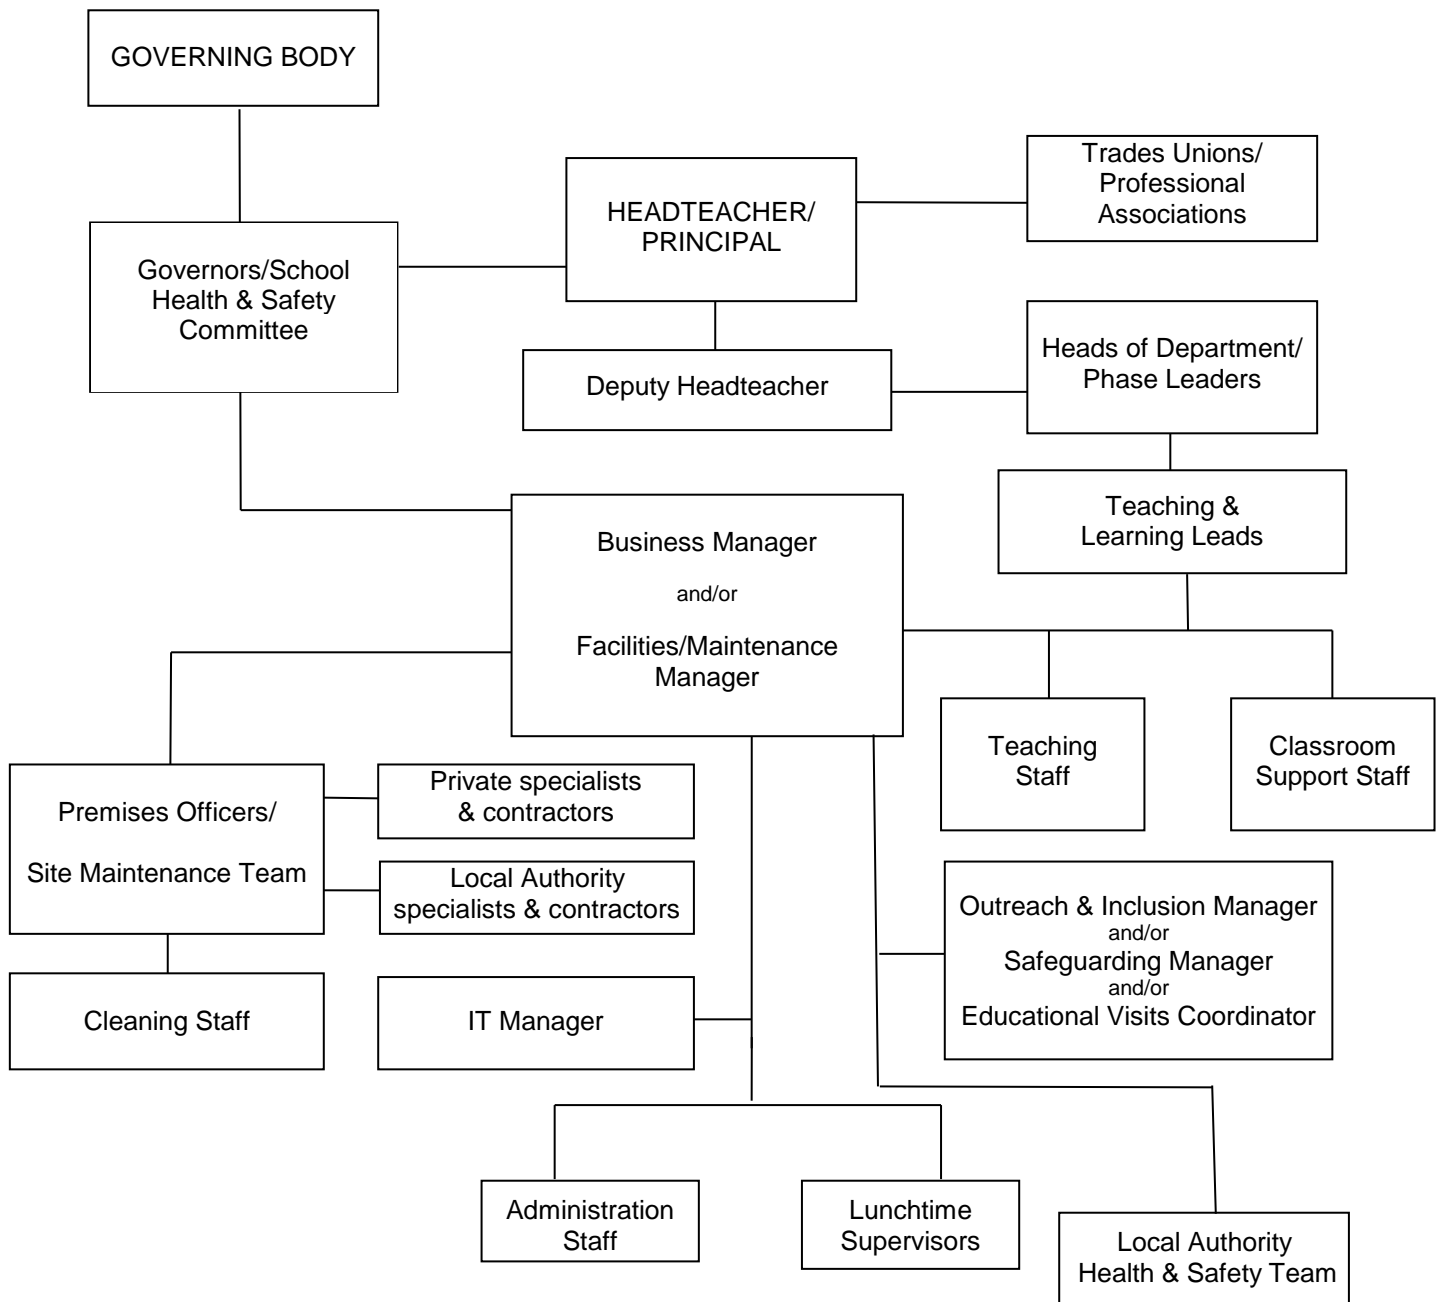 GOVERNING BODY
Trades Unions/
Professional
Associations
HEADTEACHER/
PRINCIPAL
Governors/School
Health & Safety
Committee
Heads of Department/
Phase Leaders
Deputy Headteacher
Teaching &
Learning Leads
Business Manager
and/or
Facilities/Maintenance
Manager
Teaching
Staff
Classroom
Support Staff
Premises Officers/
Site Maintenance Team
Private specialists
& contractors
Local Authority
specialists & contractors
Outreach & Inclusion Manager
and/or
Safeguarding Manager
and/or
Educational Visits Coordinator
Cleaning Staff
IT Manager
Administration
Staff
Lunchtime
Supervisors
Local Authority
Health & Safety Team